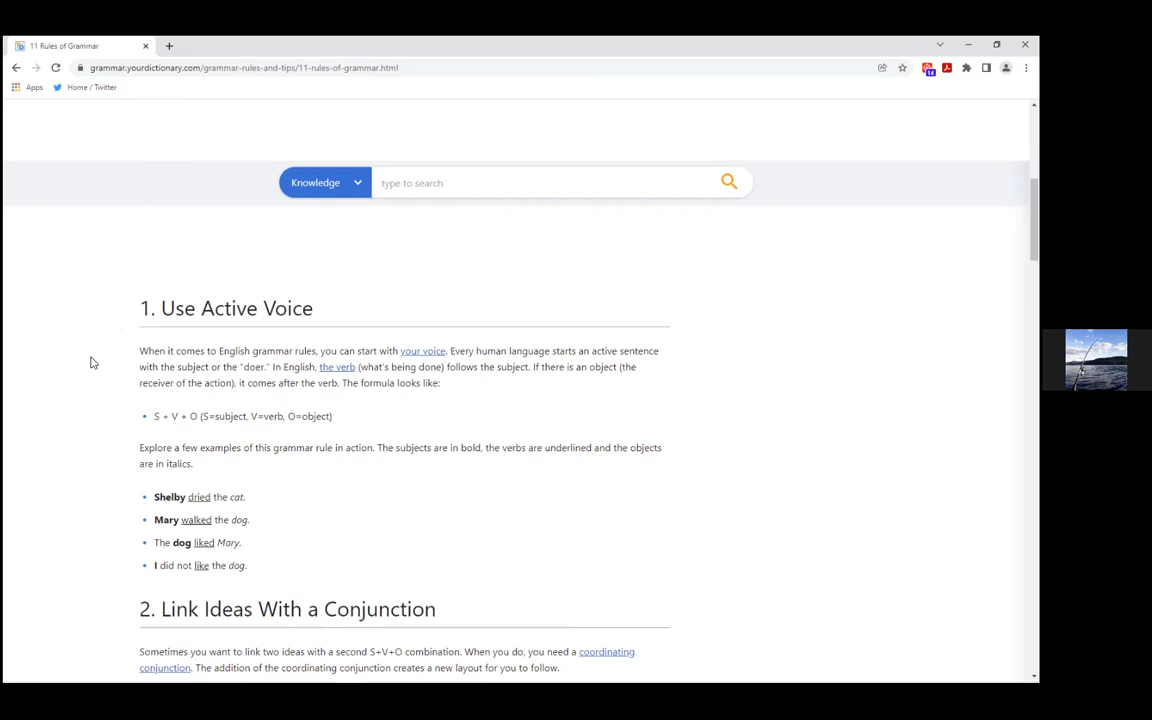 11 Rules of Grammar
grammar.yourdictionary.com/grammar-rules-and-tips/11-rules-of-grammar.html
14
Apps Home / Twitter
Knowledge type to search
1. Use Active Voice
When it comes to English grammar rules, you can start with your voice. Every human language starts an active sentence
with the subject or the “doer.” In English, the verb (what’s being done) follows the subject. If there is an object (the
receiver of the action), it comes after the verb. The formula looks like:
• S + V + O (S=subject, V=verb, O=object)
Explore a few examples of this grammar rule in action. The subjects are in bold, the verbs are underlined and the objects
are in italics.
• Shelby dried the cat.
• Mary walked the dog.
• The dog liked Mary.
• I did not like the dog.
2. Link Ideas With a Conjunction
Sometimes you want to link two ideas with a second S+V+O combination. When you do, you need a coordinating
conjunction. The addition of the coordinating conjunction creates a new layout for you to follow.